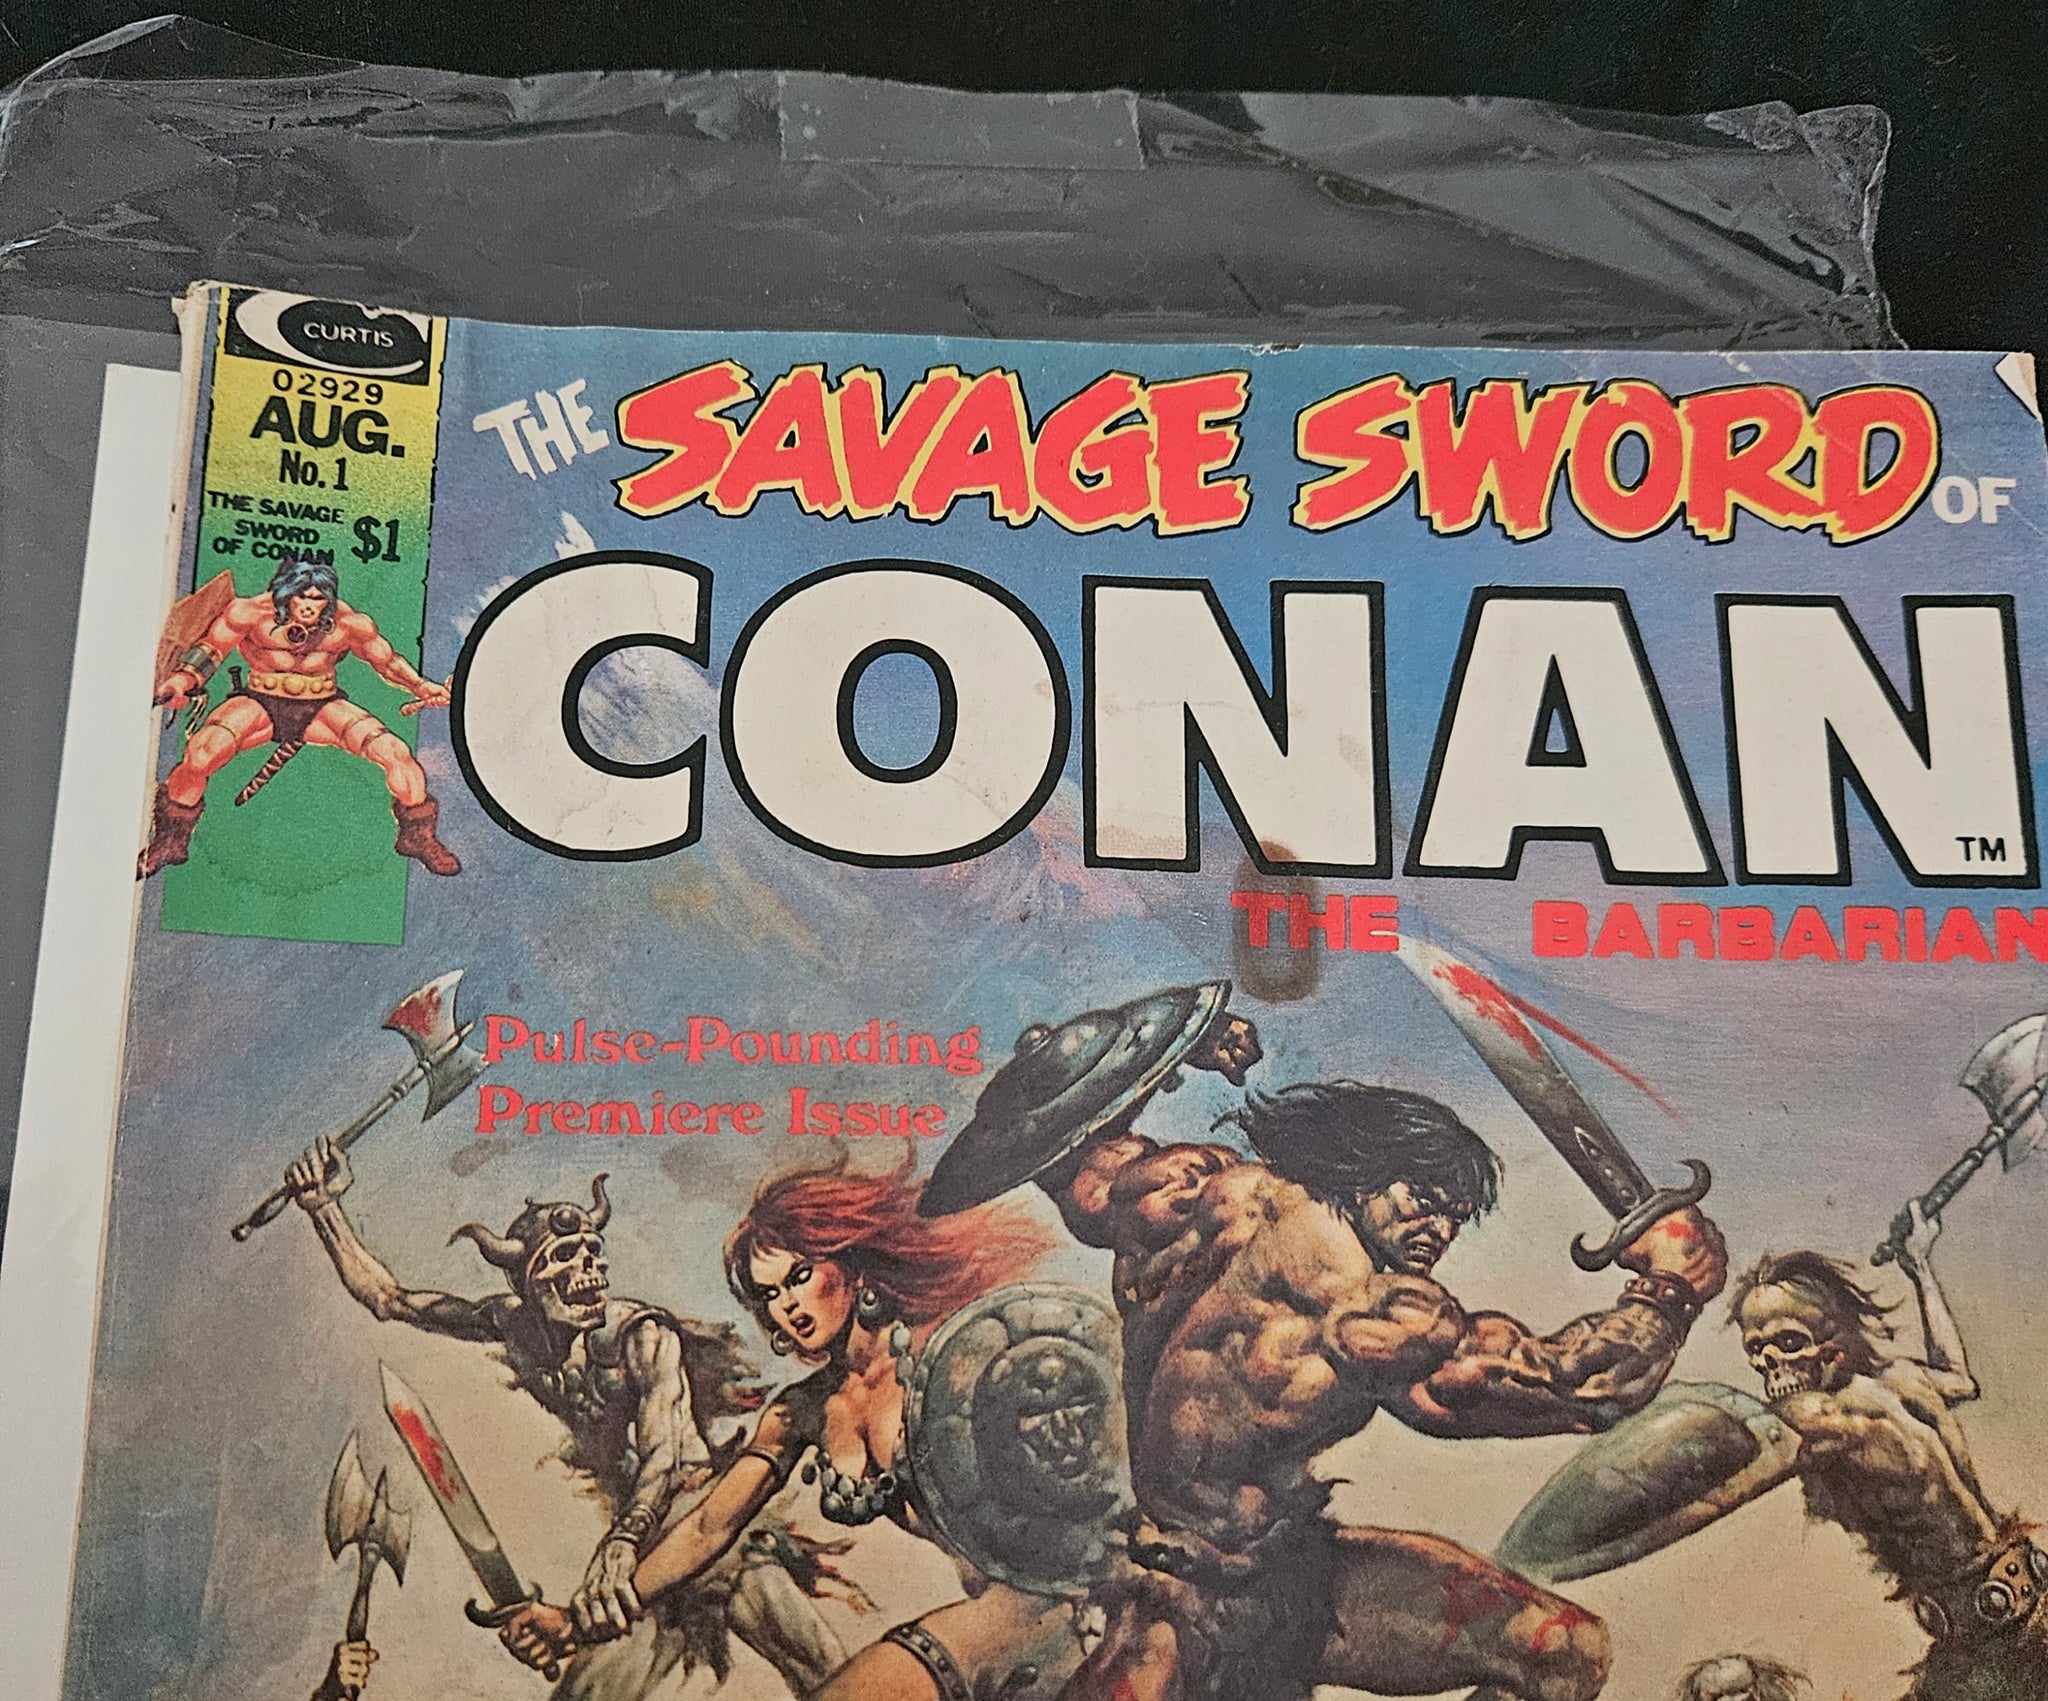 CURTIS
02929
AUG.
No. 1
THE SAVAGE
SWORD
OF CONAN
$1
THE SAVAGE SWORD OF
CONAN
TM
THE BARBARIAN
Pulse-Pounding
Premiere Issue